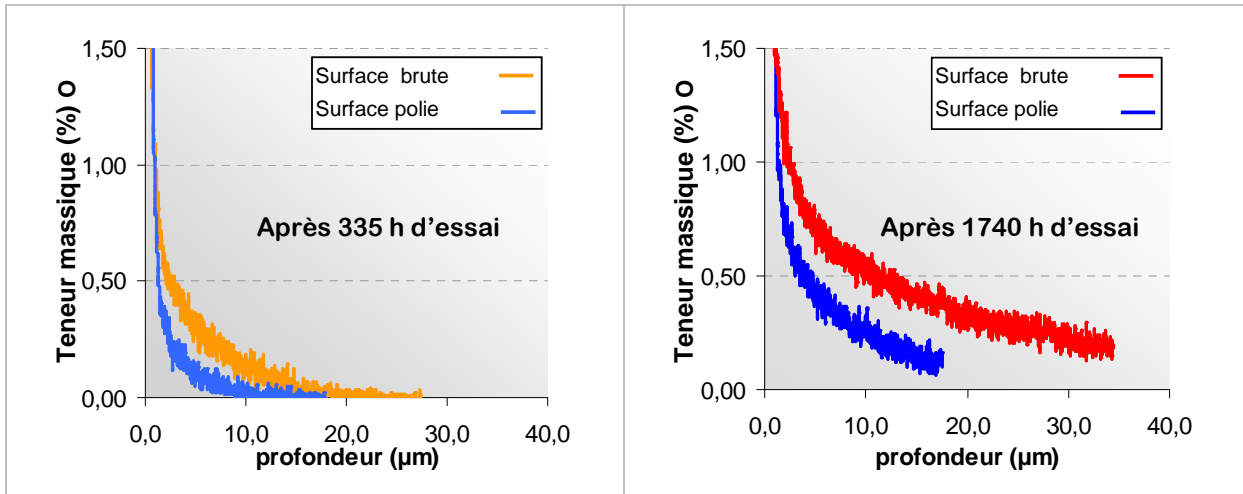 Teneur massique (%) O
1,50
1,00
0,50
0,00
Surface brute
Surface polie
Après 335 h d’essai
0,0 10,0 20,0 30,0 40,0
profondeur (µm)
Teneur massique (%) O
1,50
1,00
0,50
0,00
Surface brute
Surface polie
Après 1740 h d’essai
0,0 10,0 20,0 30,0 40,0
profondeur (µm)